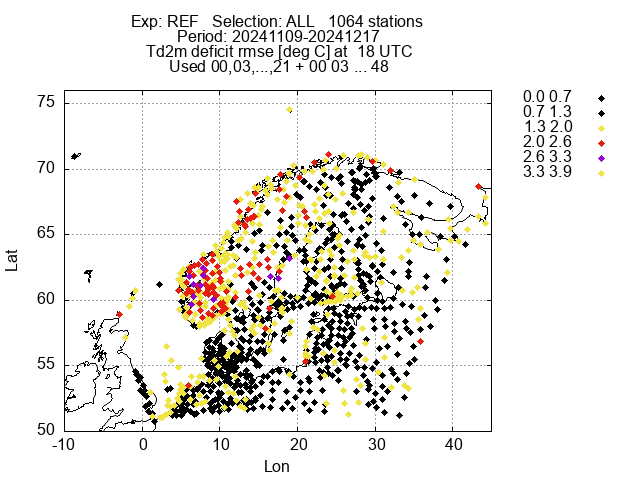 Exp: REF   Selection: ALL   1064 stations
Period: 20241109-20241217
Td2m deficit rmse [deg C] at  18 UTC
Used 00,03,...,21 + 00 03 ... 48
0.0 0.7
0.7 1.3
1.3 2.0
2.0 2.6
2.6 3.3
3.3 3.9
75
70
65
60
55
50
Lat
-10 0 10 20 30 40
Lon